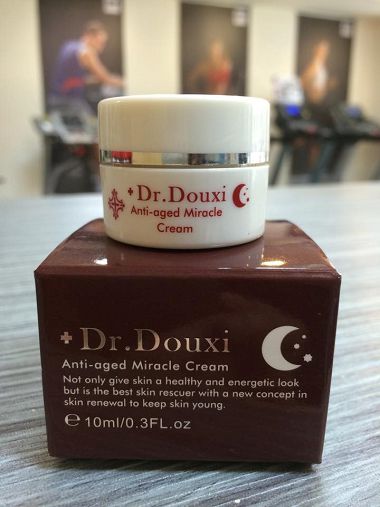 Dr.Douxi
Anti-aged Miracle
Cream
Dr.Douxi
Anti-aged Miracle Cream
Not only give skin a healthy and energetic look
but is the best skin rescuer with a new concept in
skin renewal to keep skin young.
℮ 10ml/0.3FL.oz